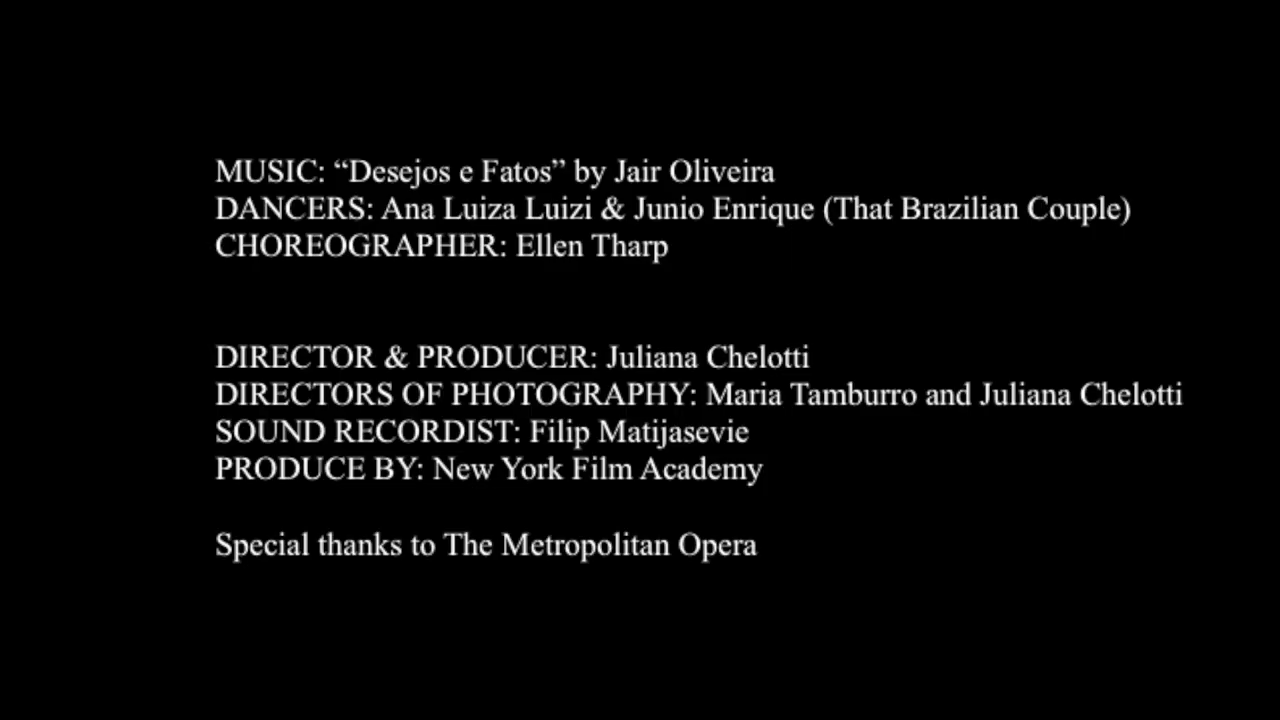 MUSIC: “Desejos e Fatos” by Jair Oliveira
DANCERS: Ana Luiza Luizi & Junio Enrique (That Brazilian Couple)
CHOREOGRAPHER: Ellen Tharp
DIRECTOR & PRODUCER: Juliana Chelotti
DIRECTORS OF PHOTOGRAPHY: Maria Tamburro and Juliana Chelotti
SOUND RECORDIST: Filip Matijasevie
PRODUCE BY: New York Film Academy
Special thanks to The Metropolitan Opera